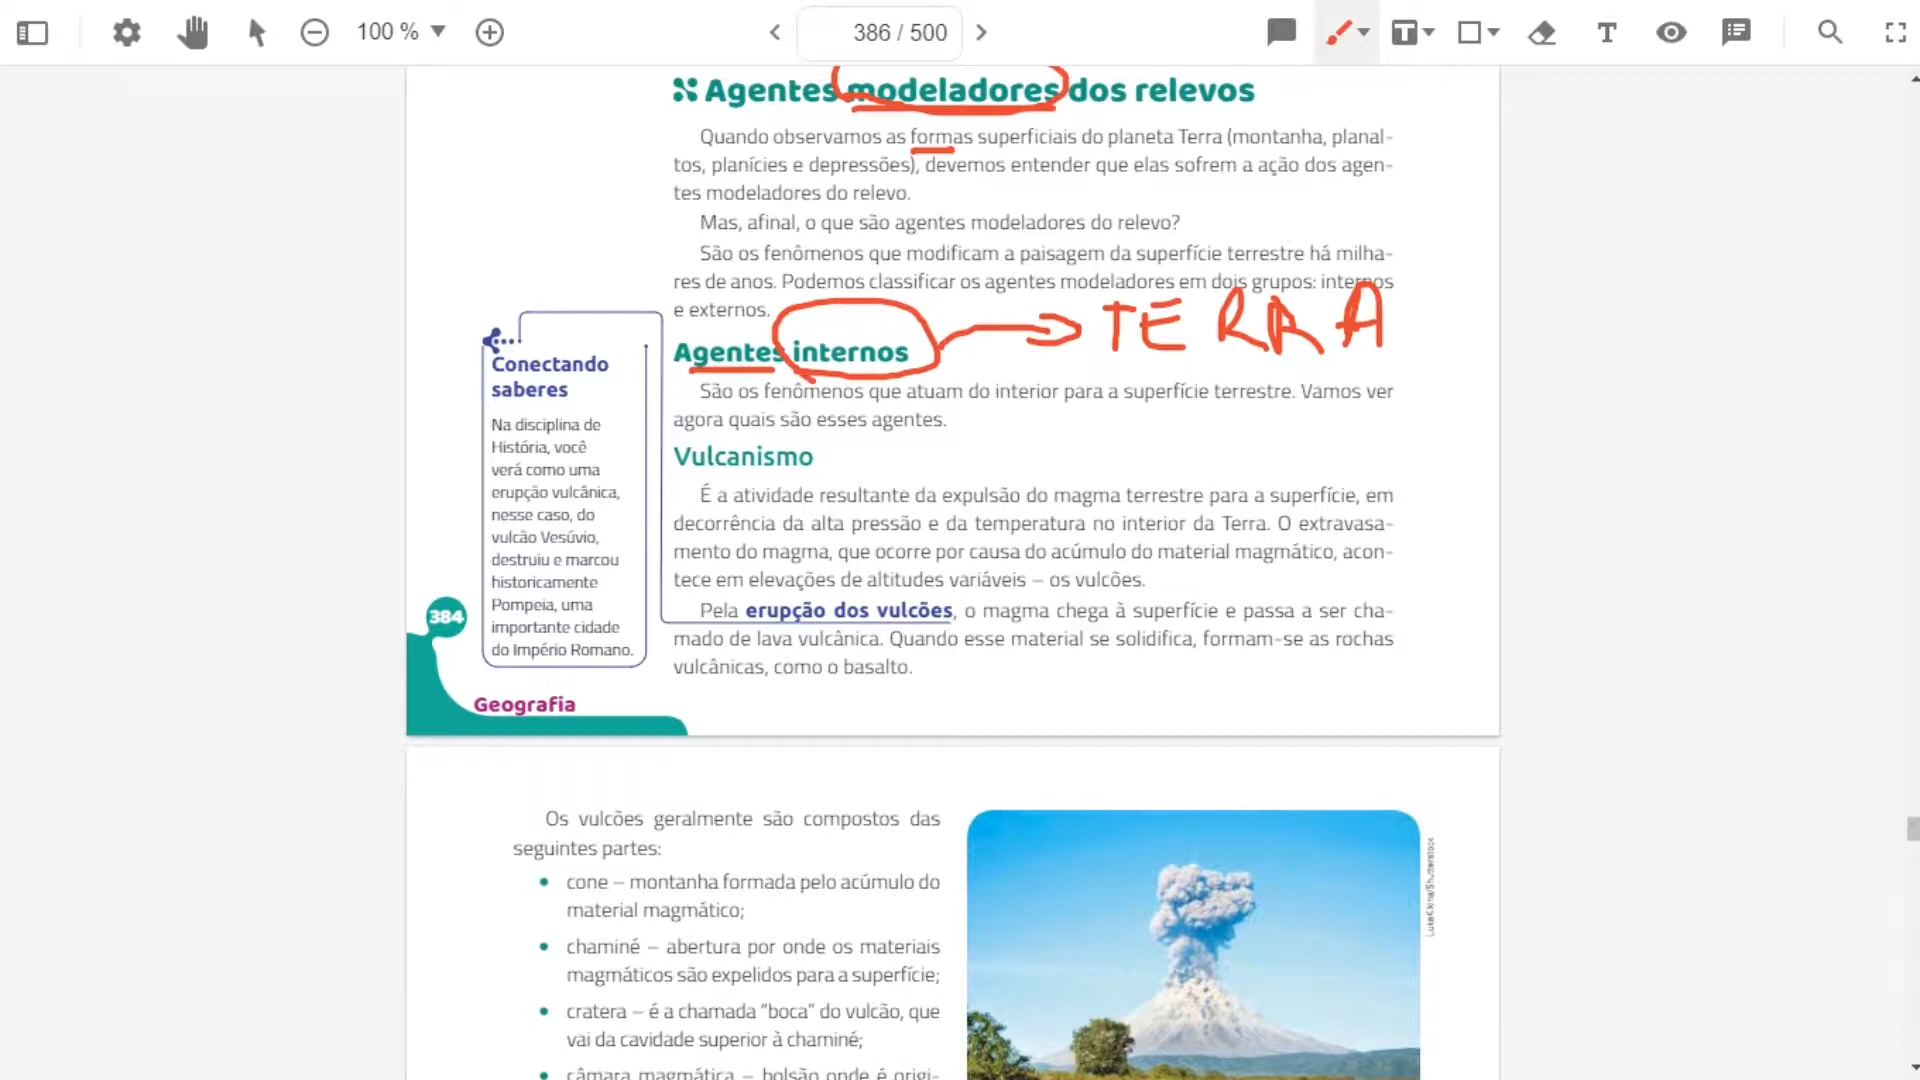 100 %
386 / 500
Agentes modeladores dos relevos
Quando observamos as formas superficiais do planeta Terra (montanha, planal-
tos, planícies e depressões), devemos entender que elas sofrem a ação dos agen-
tes modeladores do relevo.
Mas, afinal, o que são agentes modeladores do relevo?
São os fenômenos que modificam a paisagem da superfície terrestre há milha-
res de anos. Podemos classificar os agentes modeladores em dois grupos: internos
e externos.
TERRA
Agentes internos
São os fenômenos que atuam do interior para a superfície terrestre. Vamos ver
agora quais são esses agentes.
Vulcanismo
É a atividade resultante da expulsão do magma terrestre para a superfície, em
decorrência da alta pressão e da temperatura no interior da Terra. O extravasa-
mento do magma, que ocorre por causa do acúmulo do material magmático, acon-
tece em elevações de altitudes variáveis – os vulcões.
Pela erupção dos vulcões, o magma chega à superfície e passa a ser cha-
mado de lava vulcânica. Quando esse material se solidifica, formam-se as rochas
vulcânicas, como o basalto.
Conectando
saberes
Na disciplina de
História, você
verá como uma
erupção vulcânica,
nesse caso, do
vulcão Vesúvio,
destruiu e marcou
historicamente
Pompeia, uma
importante cidade
do Império Romano.
384
Geografia
Os vulcões geralmente são compostos das
seguintes partes:
• cone – montanha formada pelo acúmulo do
material magmático;
• chaminé – abertura por onde os materiais
magmáticos são expelidos para a superfície;
• cratera – é a chamada "boca" do vulcão, que
vai da cavidade superior à chaminé;
• câmara magmática – bolsão onde é origi-